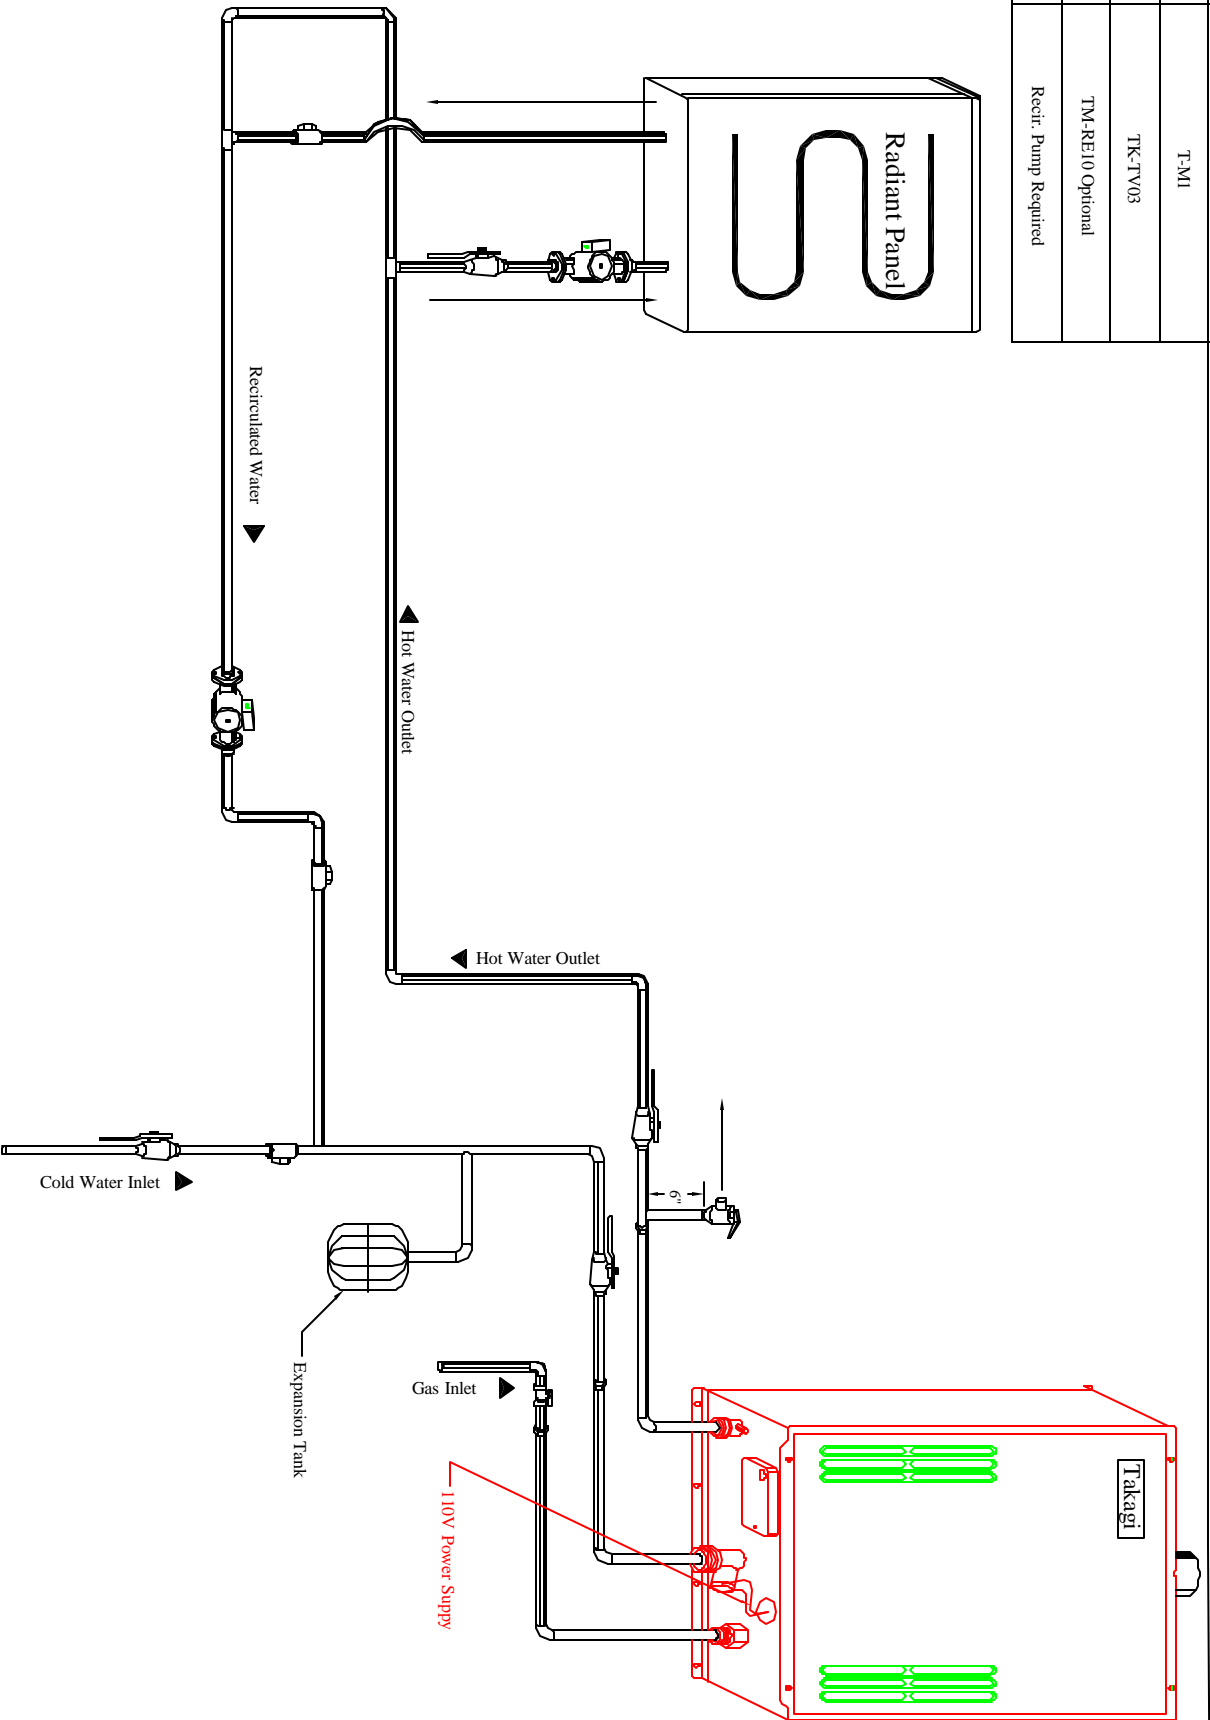 T-M1
TK-TV03
TM-RE10 Optional
Recir. Pump Required
Radiant Panel
Recirculated Water
Hot Water Outlet
Hot Water Outlet
6"
Cold Water Inlet
Expansion Tank
Gas Inlet
110V Power Suppy
Takagi